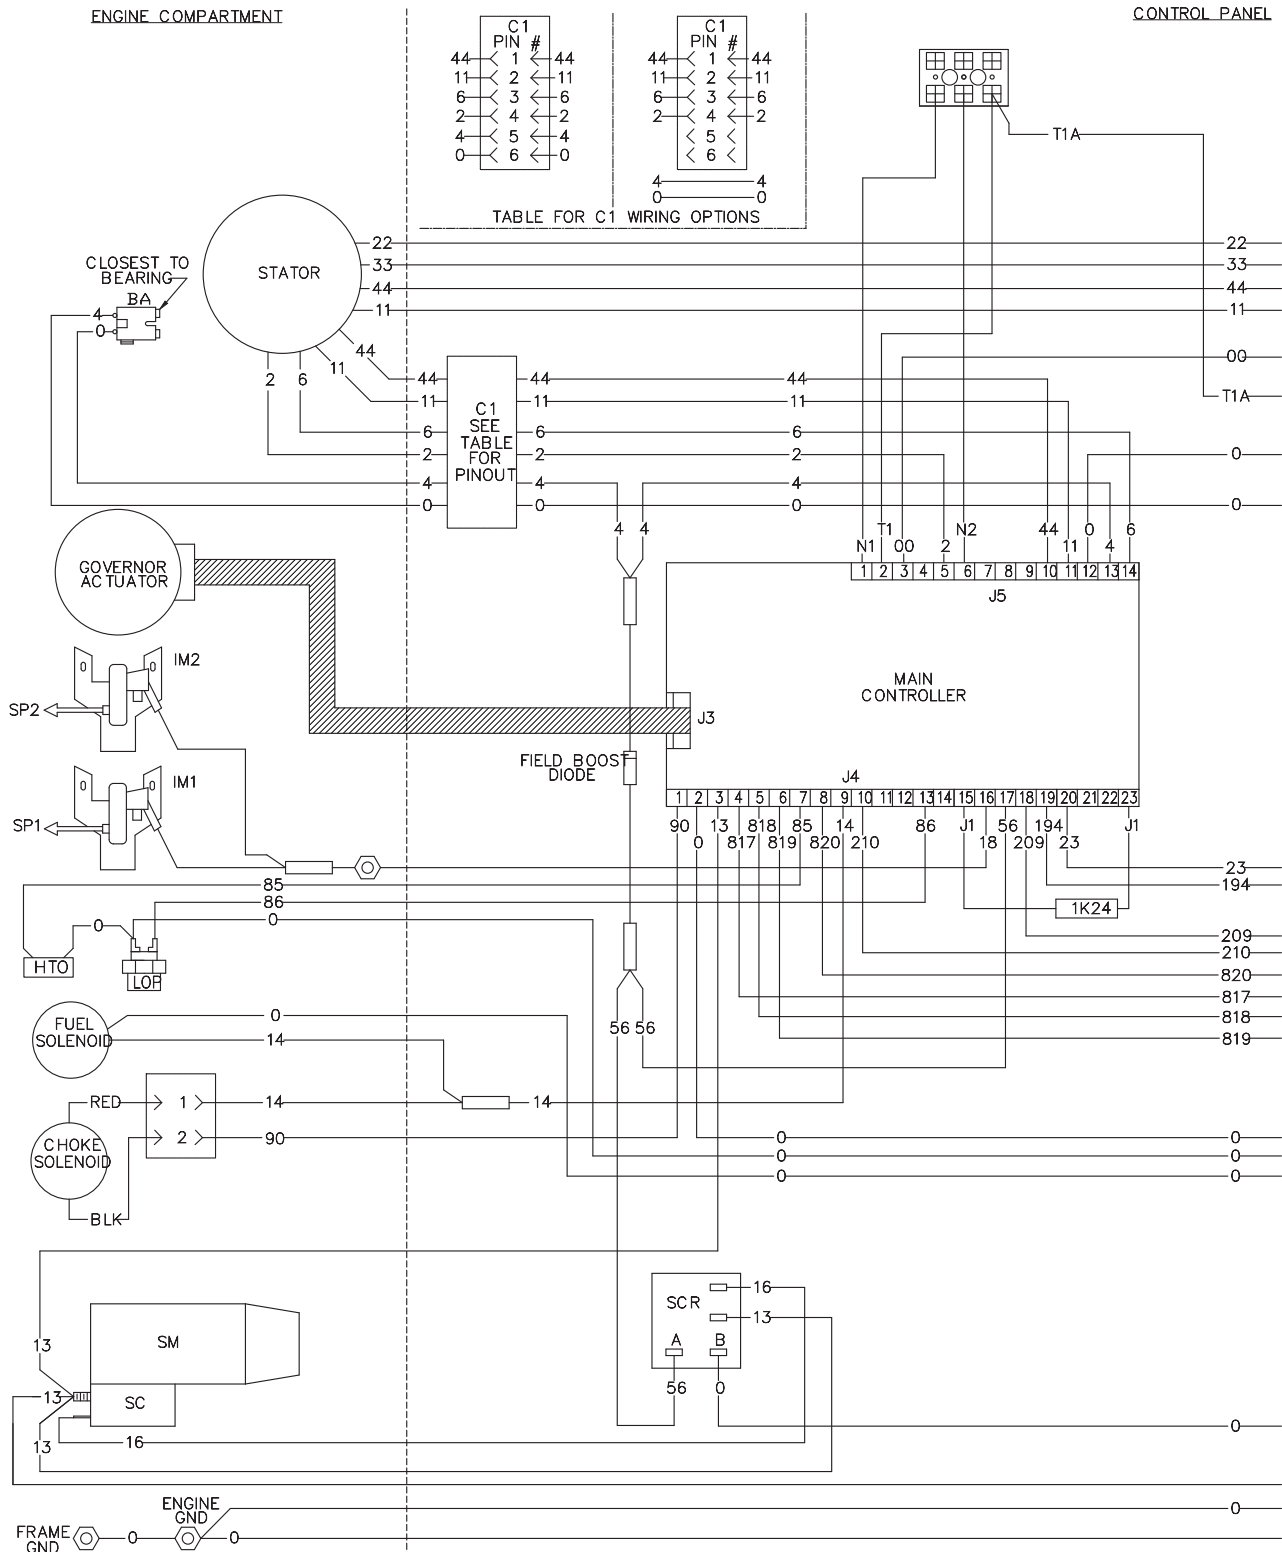 ENGINE COMPARTMENT
CONTROL PANEL
C1
PIN #
44 1 44
11 2 11
6 3 6
2 4 2
4 5 4
0 6 0
C1
PIN #
44 1 44
11 2 11
6 3 6
2 4 2
5
6
4 4
0 0
TABLE FOR C1 WIRING OPTIONS
T1A
STATOR
22 22
33 33
44 44
11 11
CLOSEST TO
BEARING
BA
4
0
44
11
2 6
00
T1A
44 44 44
11 11 11
6 6 6
2 2 2 0
4 4 4
0 0 0 0
C1
SEE
TABLE
FOR
PINOUT
4 4
N1 T1 00 2 N2 44 11 0 4 6
1 2 3 4 5 6 7 8 9 10 11 12 13 14
J5
GOVERNOR
ACTUATOR
MAIN
CONTROLLER
IM2
SP2
J3
FIELD BOOST
DIODE
J4
IM1
SP1
1 2 3 4 5 6 7 8 9 10 11 12 13 14 15 16 17 18 19 20 21 22 23
90 13 818 85 14 86 J1 56 194 J1
0 817 819 820 210 18 209 23
23
85 194
86
0
0
1K24
HTO
LOP
209
210
820
817
818
819
FUEL
SOLENOID
0
14
56 56
RED 1 14 14
2 90
CHOKE
SOLENOID
BLK
0 0
0 0
0 0
SCR
16
13
A B
56 0
SM
SC
13
13
13
16
0
ENGINE
GND
0
FRAME
GND
0 0